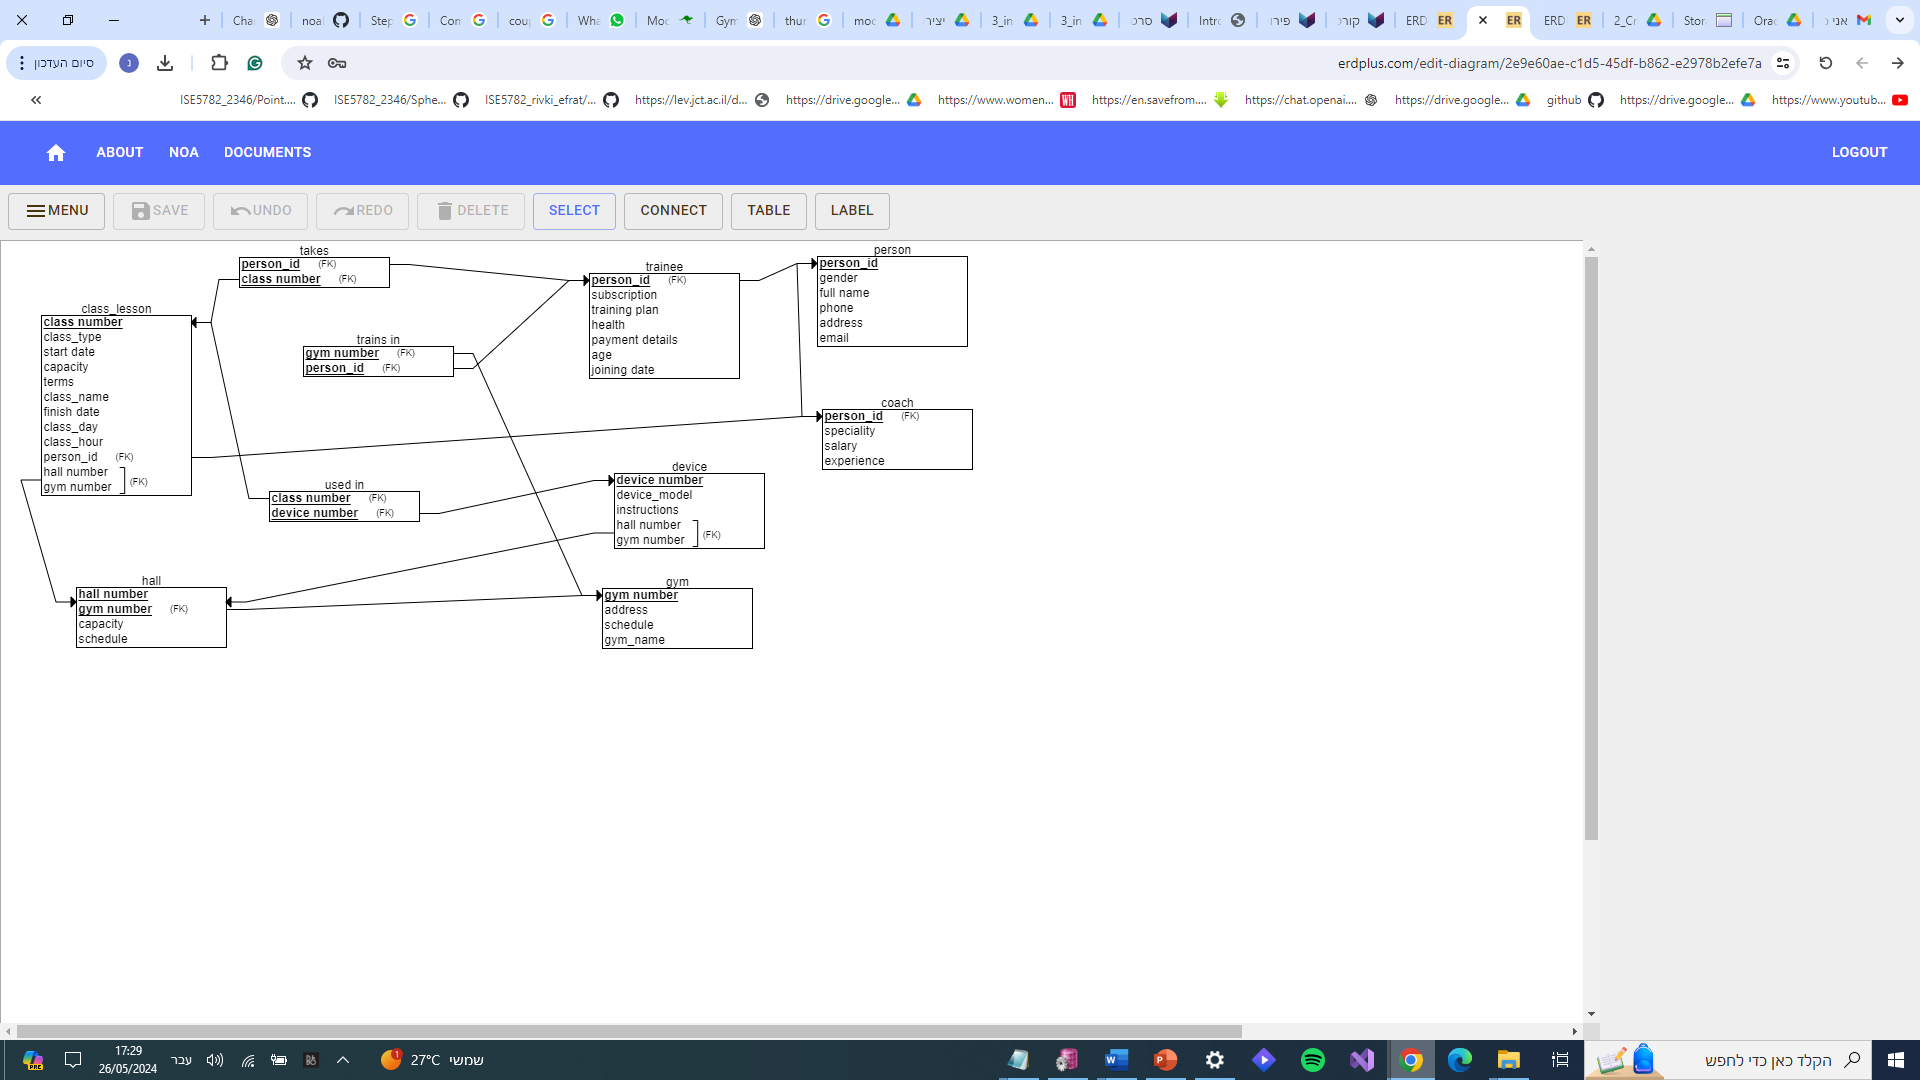 Cha
noa
Step
Con
coup
Wha
Moc
Gym
thur
moc
יציר
3_in
3_in
סרט
Intro
פירו
קורס
ERD ER
ER
ERD ER
2_Cr
Stor
Orac
אני כ
סיום העדכון
נ
erdplus.com/edit-diagram/2e9e60ae-c1d5-45df-b862-e2978b2efe7a
«
ISE5782_2346/Point....
ISE5782_2346/Sphe...
ISE5782_rivki_efrat/...
https://lev.jct.ac.il/d...
https://drive.google...
https://www.women...
https://en.savefrom....
https://chat.openai....
https://drive.google...
github
https://drive.google...
https://www.youtub...
ABOUT NOA DOCUMENTS LOGOUT
MENU SAVE UNDO REDO DELETE SELECT CONNECT TABLE LABEL
takes
person_id (FK)
class number (FK)
trainee
person_id (FK)
subscription
training plan
health
payment details
age
joining date
person
person_id
gender
full name
phone
address
email
class_lesson
class number
class_type
start date
capacity
terms
class_name
finish date
class_day
class_hour
person_id (FK)
hall number
gym number (FK)
trains in
gym number (FK)
person_id (FK)
coach
person_id (FK)
speciality
salary
experience
used in
class number (FK)
device number (FK)
device
device number
device_model
instructions
hall number
gym number (FK)
hall
hall number
gym number (FK)
capacity
schedule
gym
gym number
address
schedule
gym_name
17:29
26/05/2024
עבר
27°C שמשי
הקלד כאן כדי לחפש